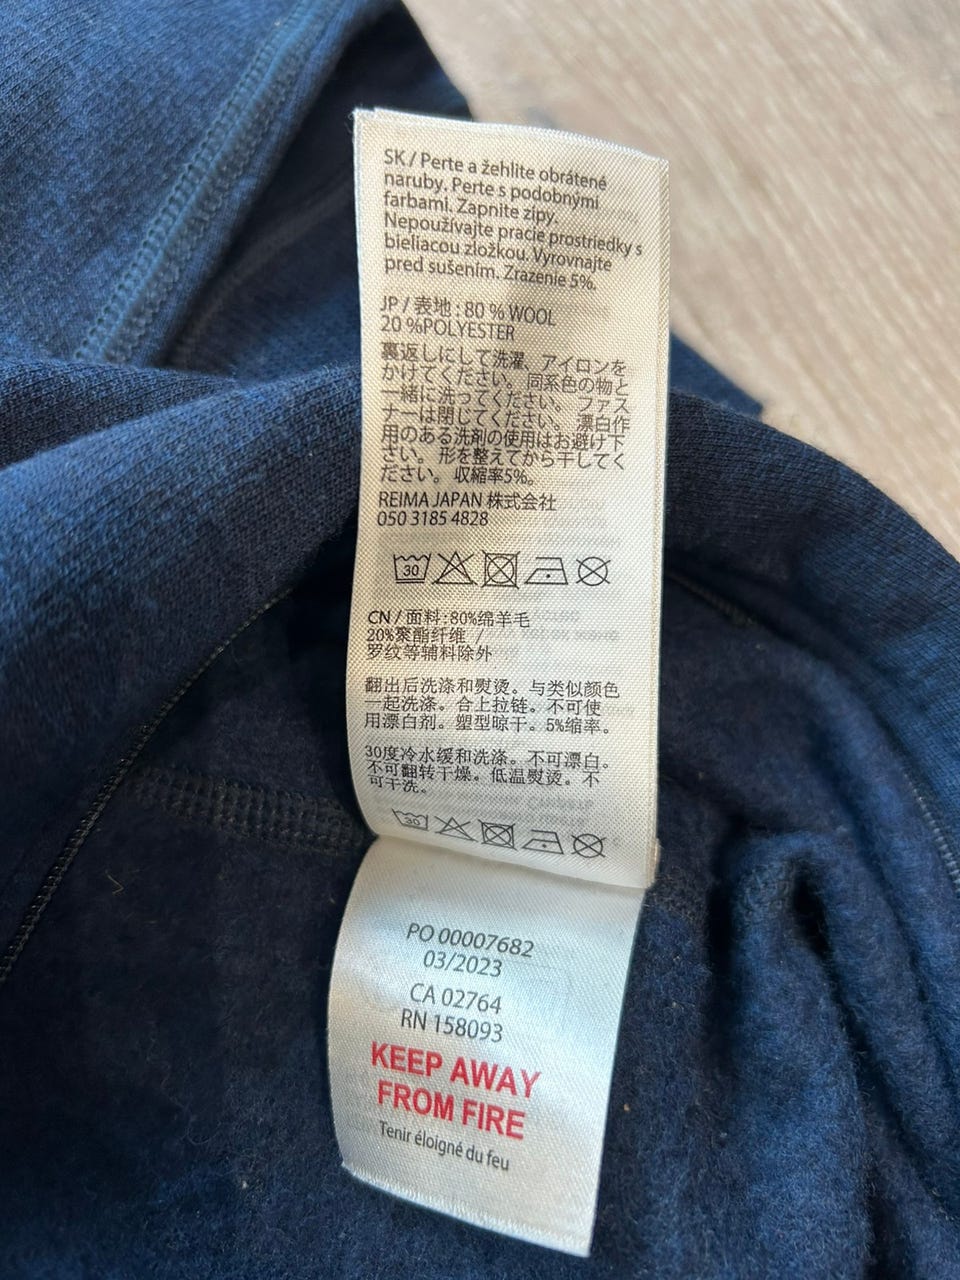 SK / Perte a žehlite obrátené
naruby. Perte s podobnými
farbami. Zapnite zipy.
Nepoužívajte pracie prostriedky s
bieliacou zložkou. Vyrovnajte
pred sušením. Zrazenie 5%.
JP / 表地 : 80 % WOOL
20 %POLYESTER
裏返しにして洗濯、アイロンを
かけてください。同系色の物と
一緒に洗ってください。 ファス
ナーは閉じてください。 漂白作
用のある洗剤の使用はお避け下
さい。 形を整えてから干してく
ださい。 収縮率5%。
REIMA JAPAN 株式会社
050 3185 4828
30
CN / 面料: 80%绵羊毛
20%聚酯纤维 /
罗纹等辅料除外
翻出后洗涤和熨烫。与类似颜色
一起洗涤。合上拉链。不可使
用漂白剂。塑型晾干。5%缩率。
30度冷水缓和洗涤。不可漂白。
不可翻转干燥。低温熨烫。不
可干洗。
30
PO 00007682
03/2023
CA 02764
RN 158093
KEEP AWAY
FROM FIRE
Tenir éloigné du feu